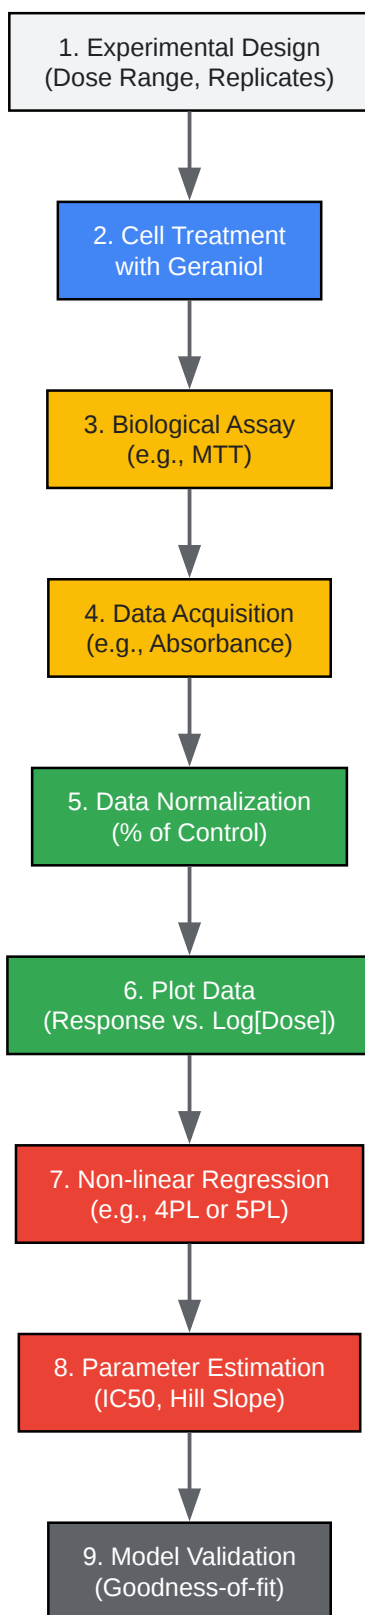 1. Experimental Design
(Dose Range, Replicates)
2. Cell Treatment
with Geraniol
3. Biological Assay
(e.g., MTT)
4. Data Acquisition
(e.g., Absorbance)
5. Data Normalization
(% of Control)
6. Plot Data
(Response vs. Log[Dose])
7. Non-linear Regression
(e.g., 4PL or 5PL)
8. Parameter Estimation
(IC50, Hill Slope)
9. Model Validation
(Goodness-of-fit)